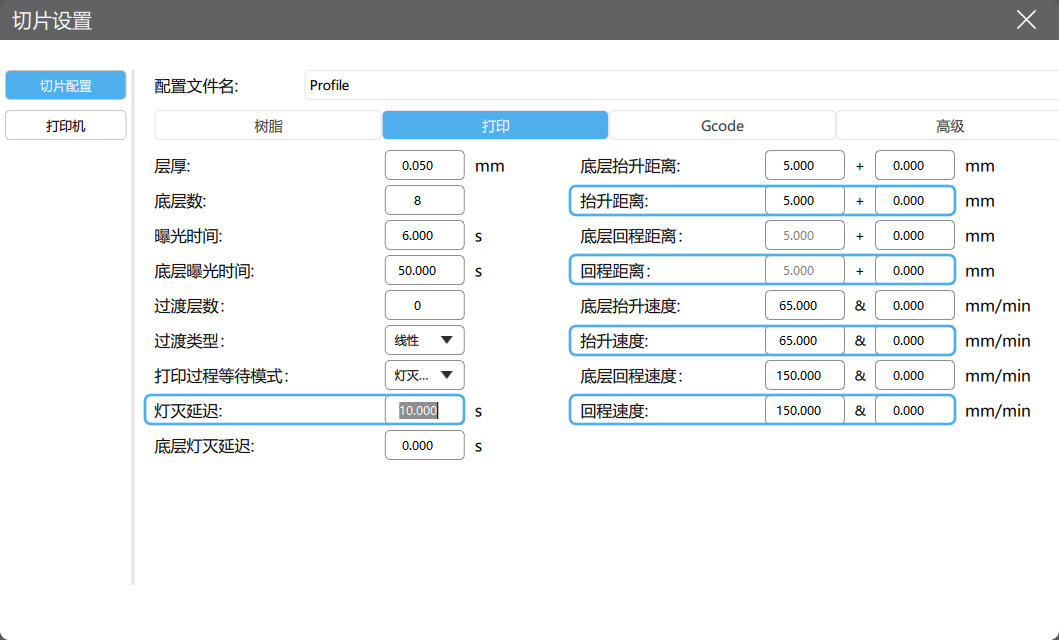 切片设置
切片配置
打印机
配置文件名: Profile
树脂 打印 Gcode 高级
层厚: 0.050 mm 底层抬升距离: 5.000 + 0.000 mm
底层数: 8 抬升距离: 5.000 + 0.000 mm
曝光时间: 6.000 s 底层回程距离: 5.000 + 0.000 mm
底层曝光时间: 50.000 s 回程距离: 5.000 + 0.000 mm
过渡层数: 0 底层抬升速度: 65.000 & 0.000 mm/min
过渡类型: 线性 抬升速度: 65.000 & 0.000 mm/min
打印过程等待模式: 灯灭... 底层回程速度: 150.000 & 0.000 mm/min
灯灭延迟: 10.000 s 回程速度: 150.000 & 0.000 mm/min
底层灯灭延迟: 0.000 s